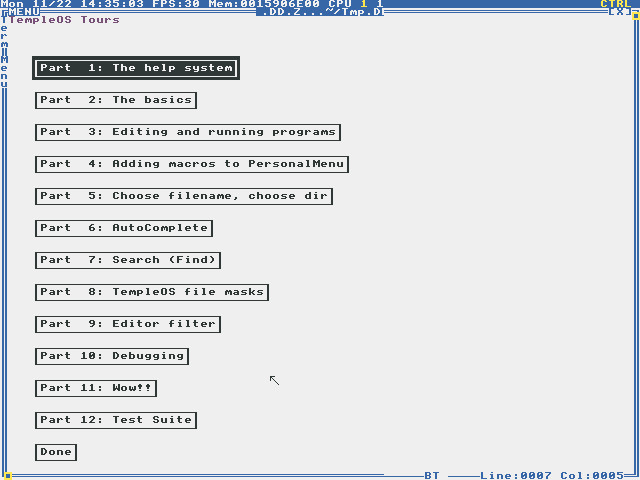 Mon 11/22 14:35:03 FPS:30 Mem:0015906E00 CPU 1 1 CTRL
MENU .DD.Z...~/Tmp.D [X]
TempleOS Tours
Term Menu
Part  1: The help system
Part  2: The basics
Part  3: Editing and running programs
Part  4: Adding macros to PersonalMenu
Part  5: Choose filename, choose dir
Part  6: AutoComplete
Part  7: Search (Find)
Part  8: TempleOS file masks
Part  9: Editor filter
Part 10: Debugging
Part 11: Wow!!
Part 12: Test Suite
Done
BT Line:0007 Col:0005